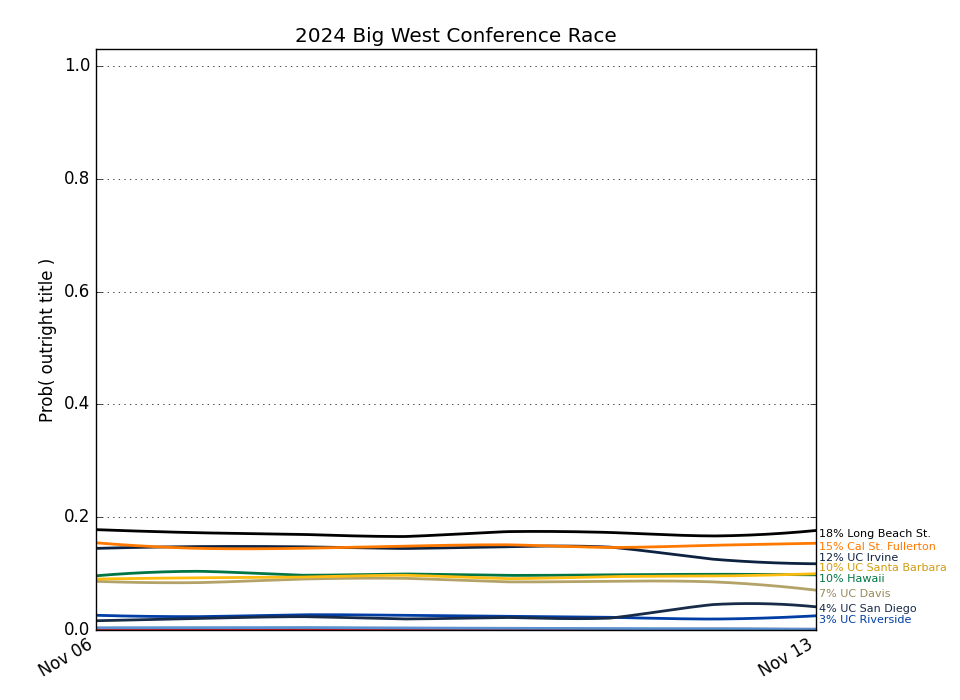 2024 Big West Conference Race
1.0
0.8
0.6
0.4
0.2
0.0
Prob( outright title )
Nov 06
Nov 13
18% Long Beach St.
15% Cal St. Fullerton
12% UC Irvine
10% UC Santa Barbara
10% Hawaii
7% UC Davis
4% UC San Diego
3% UC Riverside